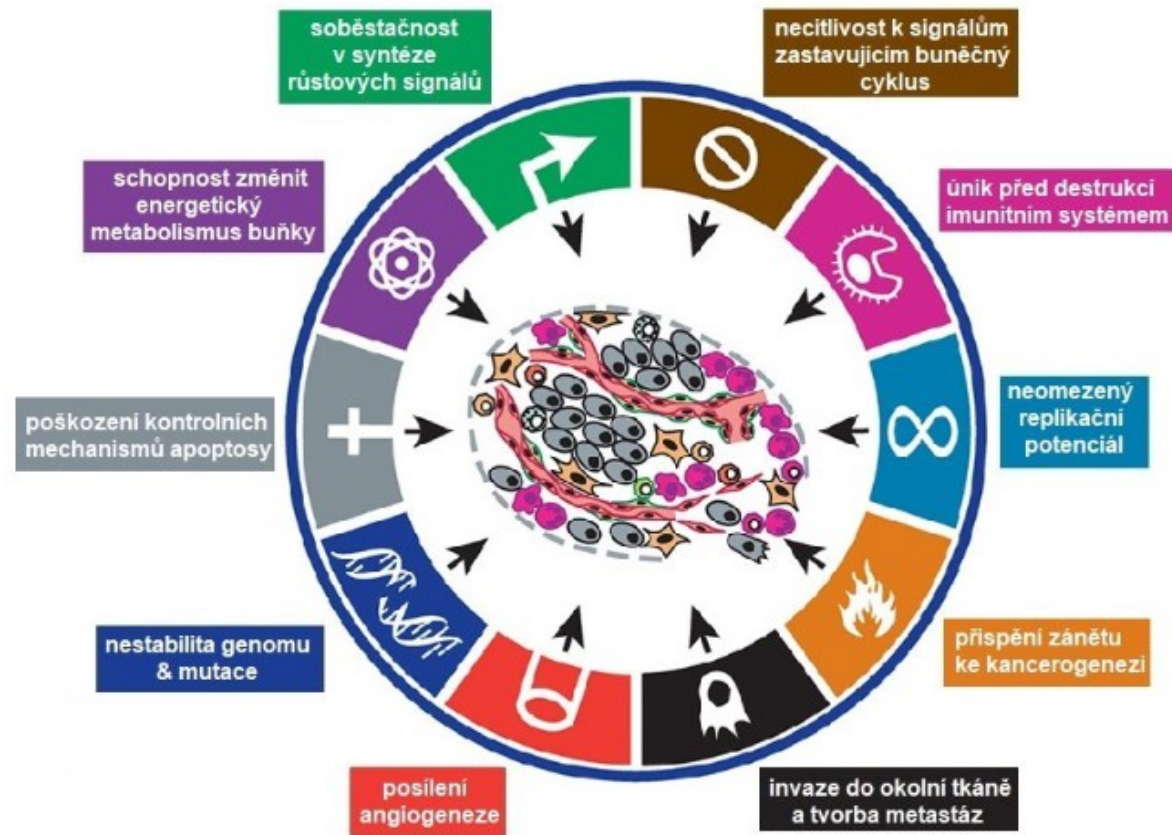 soběstačnost
v syntéze
růstových signálů
necitlivost k signálům
zastavujícim buněčný
cyklus
schopnost změnit
energetický
metabolismus buňky
únik před destrukcí
imunitním systémem
poškození kontrolních
mechanismů apoptosy
neomezený
replikační
potenciál
nestabilita genomu
& mutace
přispění zánětu
ke kancerogenezi
posílení
angiogeneze
invaze do okolní tkáně
a tvorba metastáz